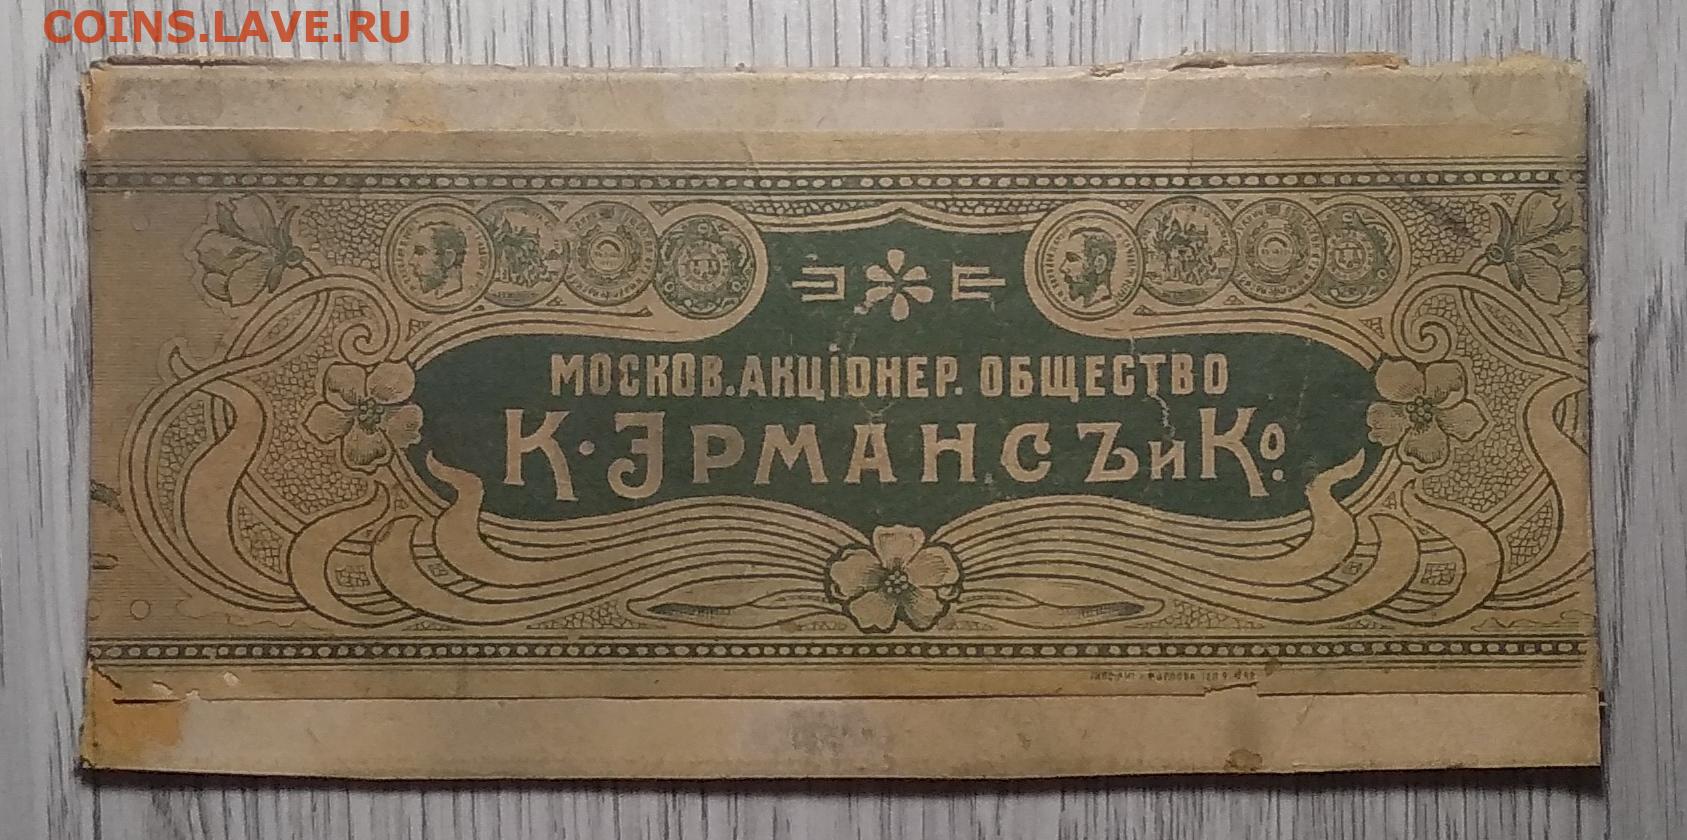 COINS.LAVE.RU
МОСКОВ. АКЦІОНЕР. ОБЩЕСТВО
К. ЭРМАНСЪ и Ко.